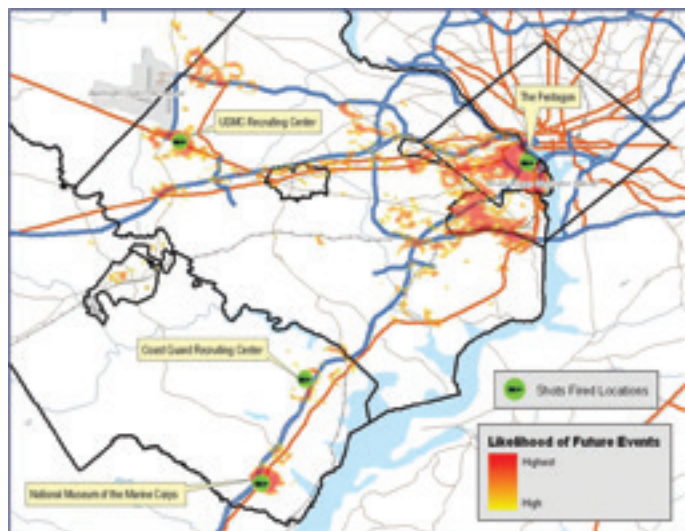 The Pentagon
USMC Recruiting Center
Coast Guard Recruiting Center
Shots Fired Locations
Likelihood of Future Events
Highest
High
National Museum of the Marine Corps